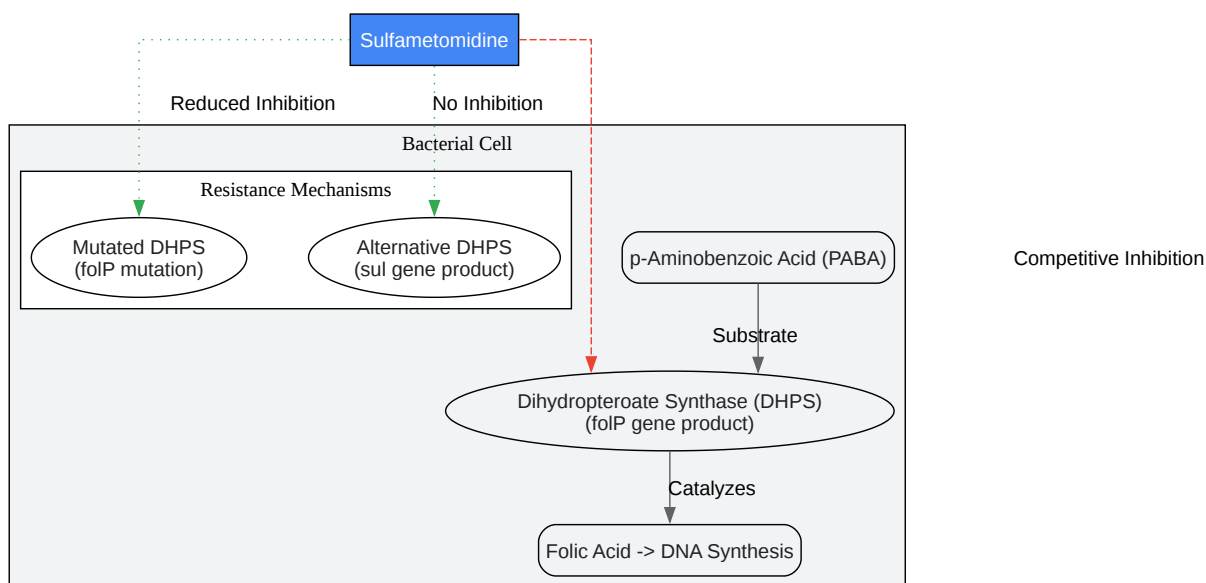 Sulfametomidine
Reduced Inhibition
No Inhibition
Bacterial Cell
Resistance Mechanisms
Mutated DHPS
(folP mutation)
Alternative DHPS
(sul gene product)
p-Aminobenzoic Acid (PABA)
Competitive Inhibition
Substrate
Dihydropteroate Synthase (DHPS)
(folP gene product)
Catalyzes
Folic Acid -> DNA Synthesis